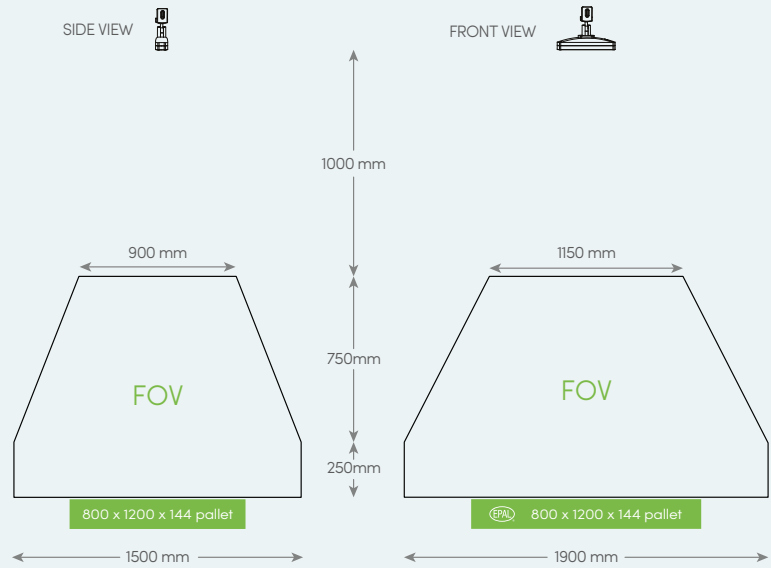 SIDE VIEW
FRONT VIEW
1000 mm
900 mm
1150 mm
750mm
FOV
FOV
250mm
800 x 1200 x 144 pallet
EPAL 800 x 1200 x 144 pallet
1500 mm
1900 mm